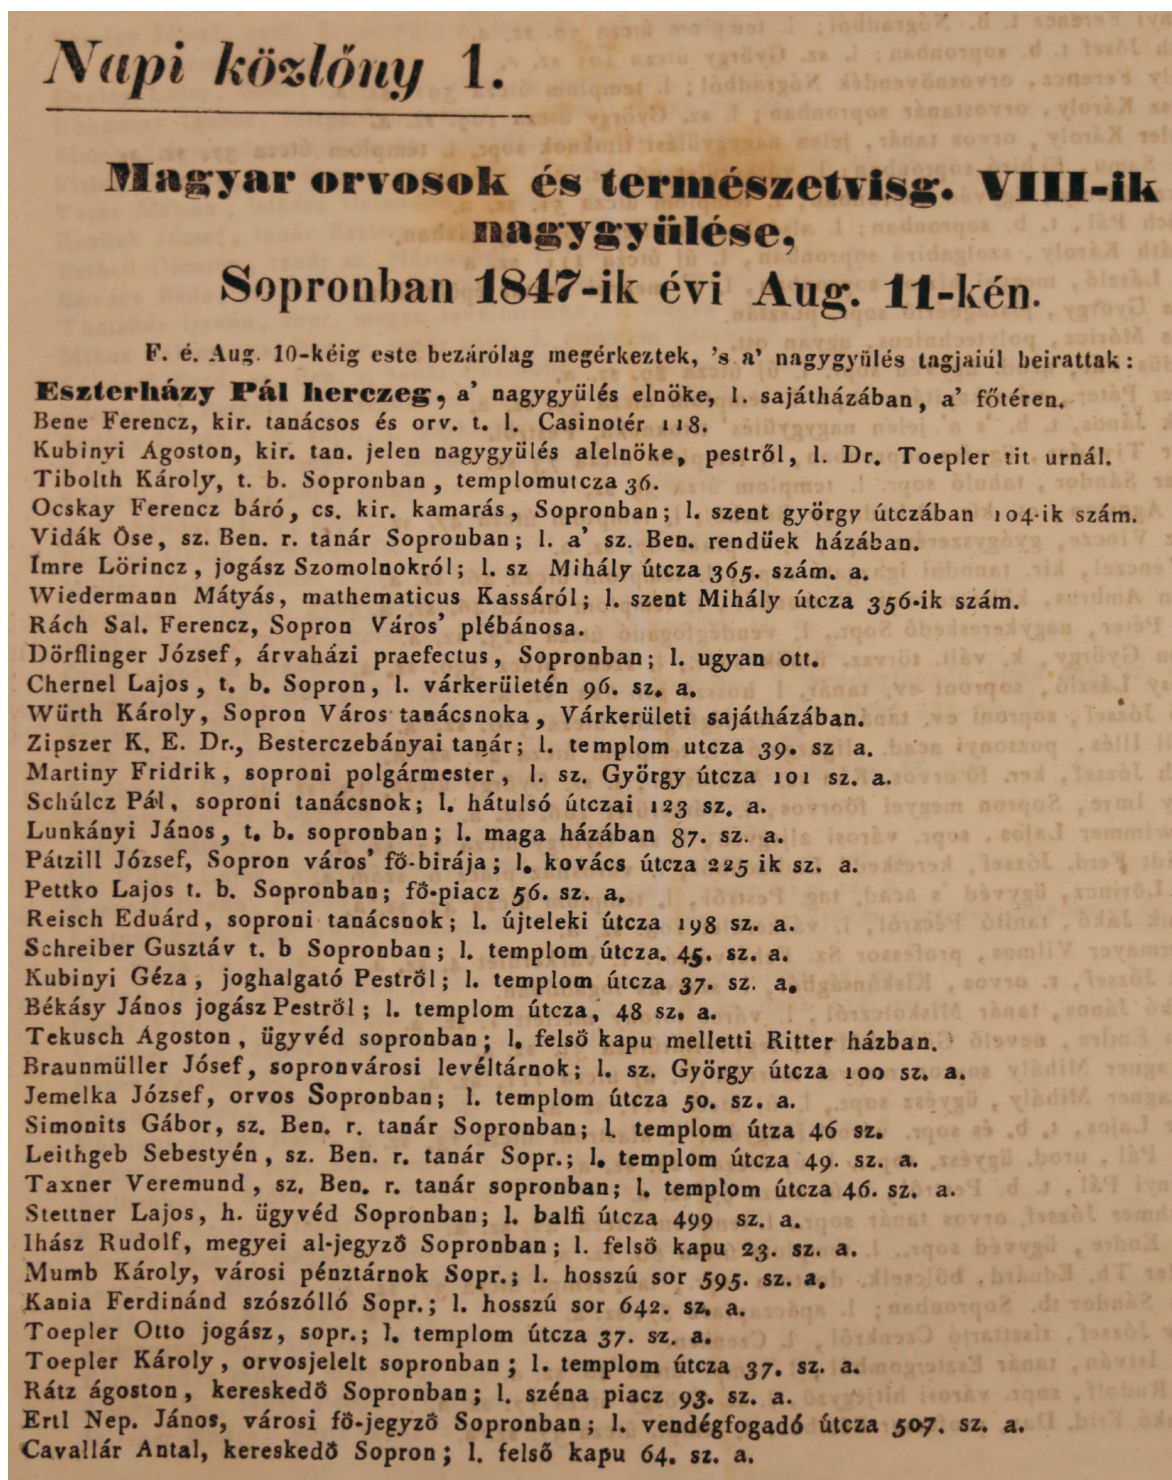 Napi közlőny 1.
Magyar orvosok és természetvisg. VIII-ik
nagygyülése,
Sopronban 1847-ik évi Aug. 11-kén.
F. é. Aug. 10-kéig este bezárólag megérkeztek, 's a' nagygyülés tagjaiúl beirattak:
Eszterházy Pál herczeg, a' nagygyülés elnöke, l. sajátházában, a' főtéren.
Bene Ferencz, kir. tanácsos és orv. t. l. Casinotér 118.
Kubinyi Ágoston, kir. tan. jelen nagygyülés alelnöke, pestről, l. Dr. Toepler tit urnál.
Tibolth Károly, t. b. Sopronban, templomutcza 36.
Ocskay Ferencz báró, cs. kir. kamarás, Sopronban; l. szent györgy útczában 104-ik szám.
Vidák Öse, sz. Ben. r. tanár Sopronban; l. a' sz. Ben. rendüek házában.
Imre Lörincz, jogász Szomolnokról; l. sz Mihály útcza 365. szám. a.
Wiedermann Mátyás, mathematicus Kassáról; l. szent Mihály útcza 356-ik szám.
Rách Sal. Ferencz, Sopron Város' plébánosa.
Dörflinger József, árvaházi praefectus, Sopronban; l. ugyan ott.
Chernel Lajos, t. b. Sopron, l. várkerületén 96. sz. a.
Würth Károly, Sopron Város tanácsnoka, Várkerületi sajátházában.
Zipszer K. E. Dr., Besterczebányai tanár; l. templom utcza 39. sz a.
Martiny Fridrik, soproni polgármester, l. sz. György útcza 101 sz. a.
Schúlcz Pál, soproni tanácsnok; l. hátulsó útczai 123 sz. a.
Lunkányi János, t. b. sopronban; l. maga házában 87. sz. a.
Pátzill József, Sopron város' fő-birája; l. kovács útcza 225 ik sz. a.
Pettko Lajos t. b. Sopronban; fő-piacz 56. sz. a.
Reisch Eduárd, soproni tanácsnok; l. újteleki útcza 198 sz. a.
Schreiber Gusztáv t. b Sopronban; l. templom útcza. 45. sz. a.
Kubinyi Géza, joghalgató Pestről; l. templom útcza 37. sz. a.
Békásy János jogász Pestről; l. templom útcza, 48 sz. a.
Tekusch Ágoston, ügyvéd sopronban; l. felső kapu melletti Ritter házban.
Braunmüller Jósef, sopronvárosi levéltárnok; l. sz. György útcza 100 sz. a.
Jemelka József, orvos Sopronban; l. templom útcza 50. sz. a.
Simonits Gábor, sz. Ben. r. tanár Sopronban; l. templom útza 46 sz.
Leithgeb Sebestyén, sz. Ben. r. tanár Sopr.; l. templom útcza 49. sz. a.
Taxner Veremund, sz. Ben. r. tanár sopronban; l. templom útcza 46. sz. a.
Stettner Lajos, h. ügyvéd Sopronban; l. balfi útcza 499 sz. a.
Ihász Rudolf, megyei al-jegyző Sopronban; l. felső kapu 23. sz. a.
Mumb Károly, városi pénztárnok Sopr.; l. hosszú sor 595. sz. a.
Kania Ferdinánd szószólló Sopr.; l. hosszú sor 642. sz. a.
Toepler Otto jogász, sopr.; l. templom útcza 37. sz. a.
Toepler Károly, orvosjelelt sopronban; l. templom útcza 37. sz. a.
Rátz ágoston, kereskedő Sopronban; l. széna piacz 93. sz. a.
Ertl Nep. János, városi fő-jegyző Sopronban; l. vendégfogadó útcza 507. sz. a.
Cavallár Antal, kereskedő Sopron; l. felső kapu 64. sz. a.